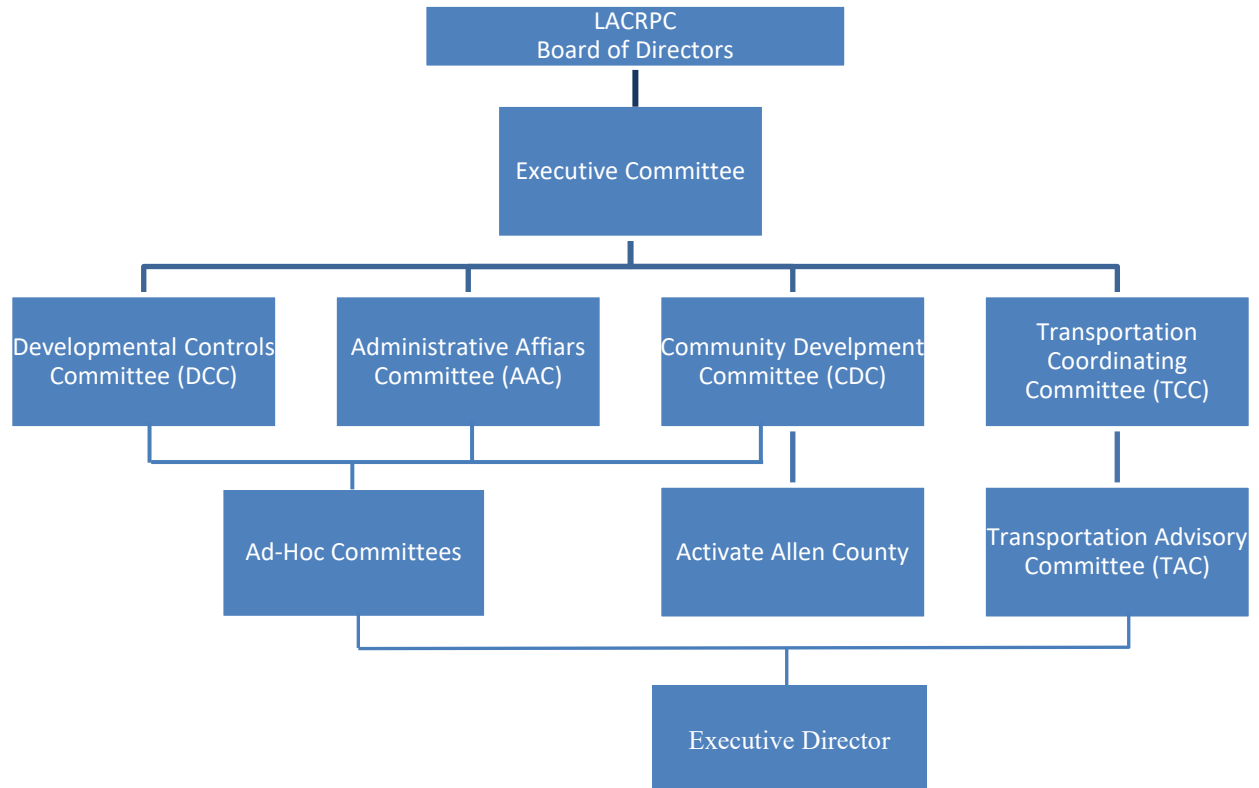 LACRPC
Board of Directors
Executive Committee
Developmental Controls
Committee (DCC)
Administrative Affiars
Committee (AAC)
Community Develpment
Committee (CDC)
Transportation
Coordinating
Committee (TCC)
Ad-Hoc Committees
Activate Allen County
Transportation Advisory
Committee (TAC)
Executive Director